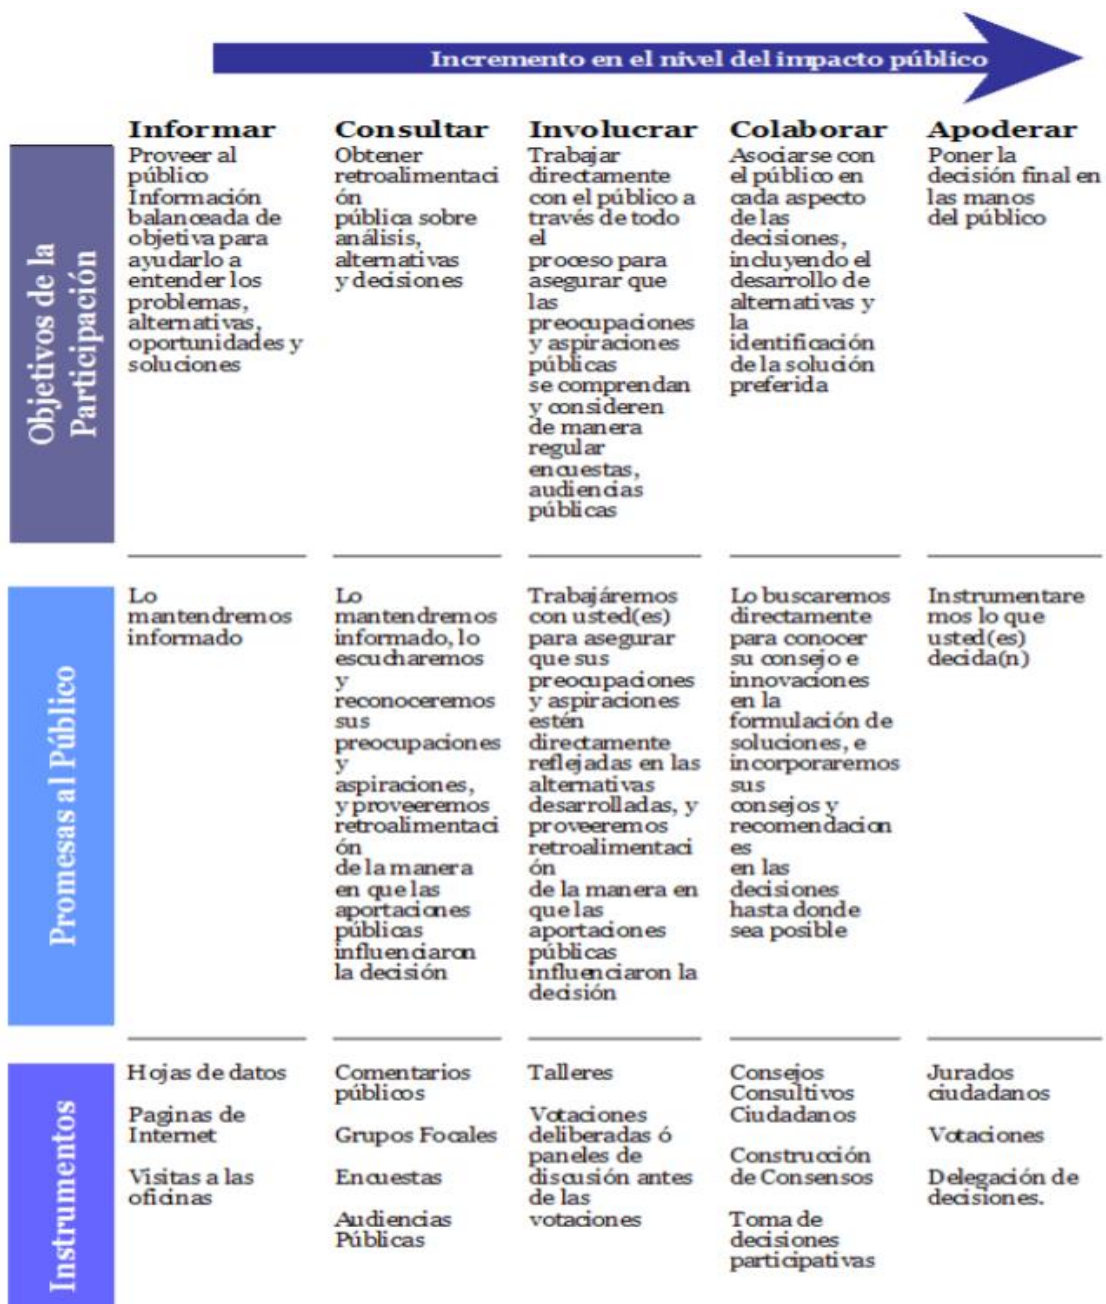 Incremento en el nivel del impacto público
Informar
Proveer al
público
Información
balanceada de
objetiva para
ayudarlo a
entender los
problemas,
alternativas,
oportunidades y
soluciones
Consultar
Obtener
retroalimentaci
ón
pública sobre
análisis,
alternativas
y decisiones
Involucrar
Trabajar
directamente
con el público a
través de todo
el
proceso para
asegurar que
las
preocupaciones
y aspiraciones
públicas
se comprendan
y consideren
de manera
regular
encuestas,
audiencias
públicas
Colaborar
Asociarse con
el público en
cada aspecto
de las
decisiones,
incluyendo el
desarrollo de
alternativas y
la
identificación
de la solución
preferida
Apoderar
Poner la
decisión final en
las manos
del público
Objetivos de la
Participación
Lo
mantendremos
informado
Lo
mantendremos
informado, lo
escucharemos
y
reconoceremos
sus
preocupaciones
y
aspiraciones,
y proveeremos
retroalimentaci
ón
de la manera
en que las
aportaciones
públicas
influenciaron
la decisión
Trabajáremos
con usted(es)
para asegurar
que sus
preocupaciones
y aspiraciones
estén
directamente
reflejadas en las
alternativas
desarrolladas, y
proveeremos
retroalimentaci
ón
de la manera en
que las
aportaciones
públicas
influenciaron la
decisión
Lo buscaremos
directamente
para conocer
su consejo e
innovaciones
en la
formulación de
soluciones, e
incorporaremos
sus
consejos y
recomendacion
es
en las
decisiones
hasta donde
sea posible
Instrumentare
mos lo que
usted(es)
decida(n)
Promesas al Público
Hojas de datos
Paginas de
Internet
Visitas a las
oficinas
Comentarios
públicos
Grupos Focales
Encuestas
Audiencias
Públicas
Talleres
Votaciones
deliberadas ó
paneles de
discusión antes
de las
votaciones
Consejos
Consultivos
Ciudadanos
Construcción
de Consensos
Toma de
decisiones
participativas
Jurados
ciudadanos
Votaciones
Delegación de
decisiones.
Instrumentos